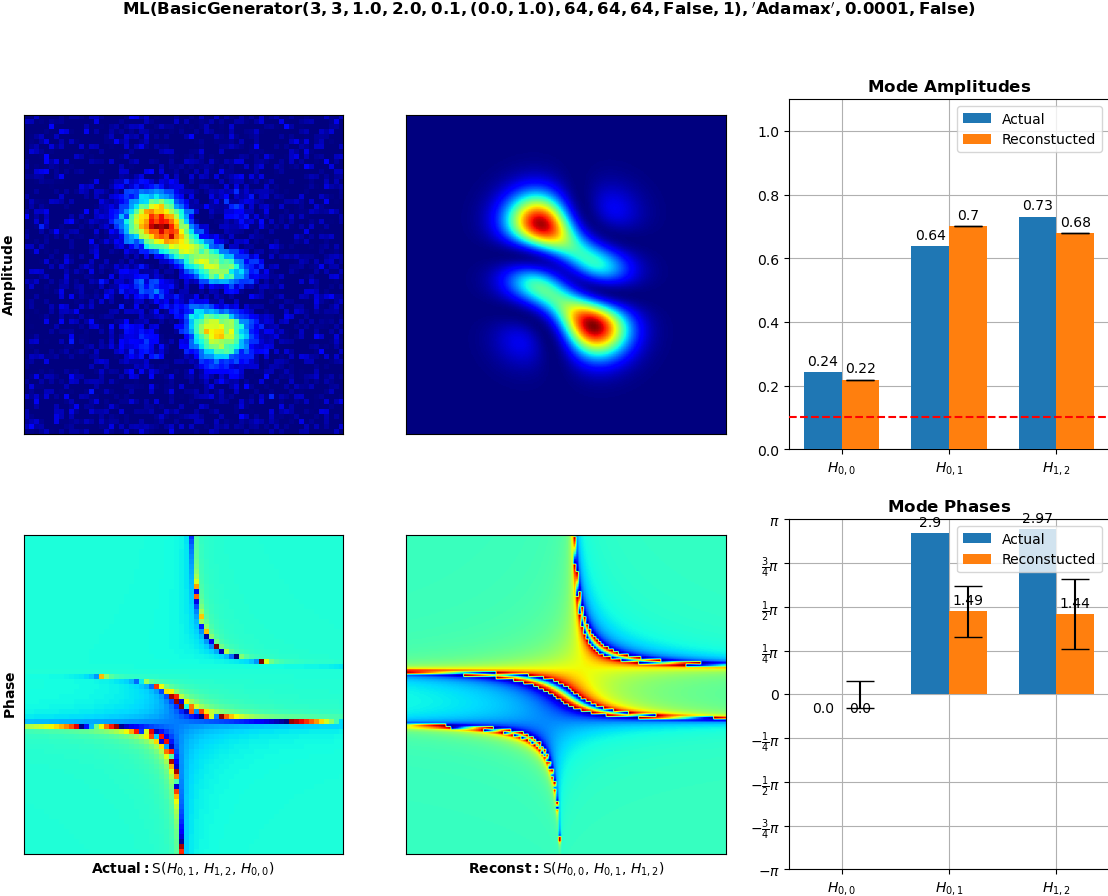 ML(BasicGenerator(3, 3, 1.0, 2.0, 0.1, (0.0, 1.0), 64, 64, 64, False, 1), ′Adamax′, 0.0001, False)
Amplitude
Mode Amplitudes
Actual
Reconstucted
1.0
0.8
0.6
0.4
0.2
0.0
0.24
0.22
0.64
0.7
0.73
0.68
H0,0
H0,1
H1,2
Phase
Actual: S(H0,1, H1,2, H0,0)
Reconst: S(H0,0, H0,1, H1,2)
Mode Phases
Actual
Reconstucted
π
3/4π
1/2π
1/4π
0
−1/4π
−1/2π
−3/4π
−π
0.0
0.0
2.9
1.49
2.97
1.44
H0,0
H0,1
H1,2